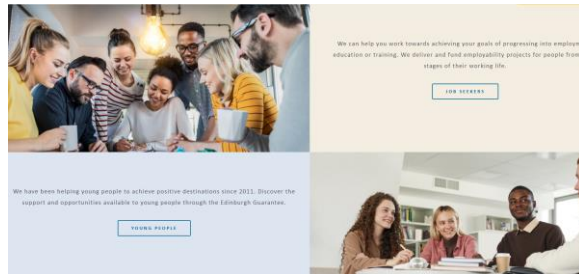 We can help you work towards achieving your goals of progressing into employ
education or training. We deliver and fund employability projects for people from
stages of their working life.
JOB SEEKERS
We have been helping young people to achieve positive destinations since 2011. Discover the
support and opportunities available to young people through the Edinburgh Guarantee.
YOUNG PEOPLE